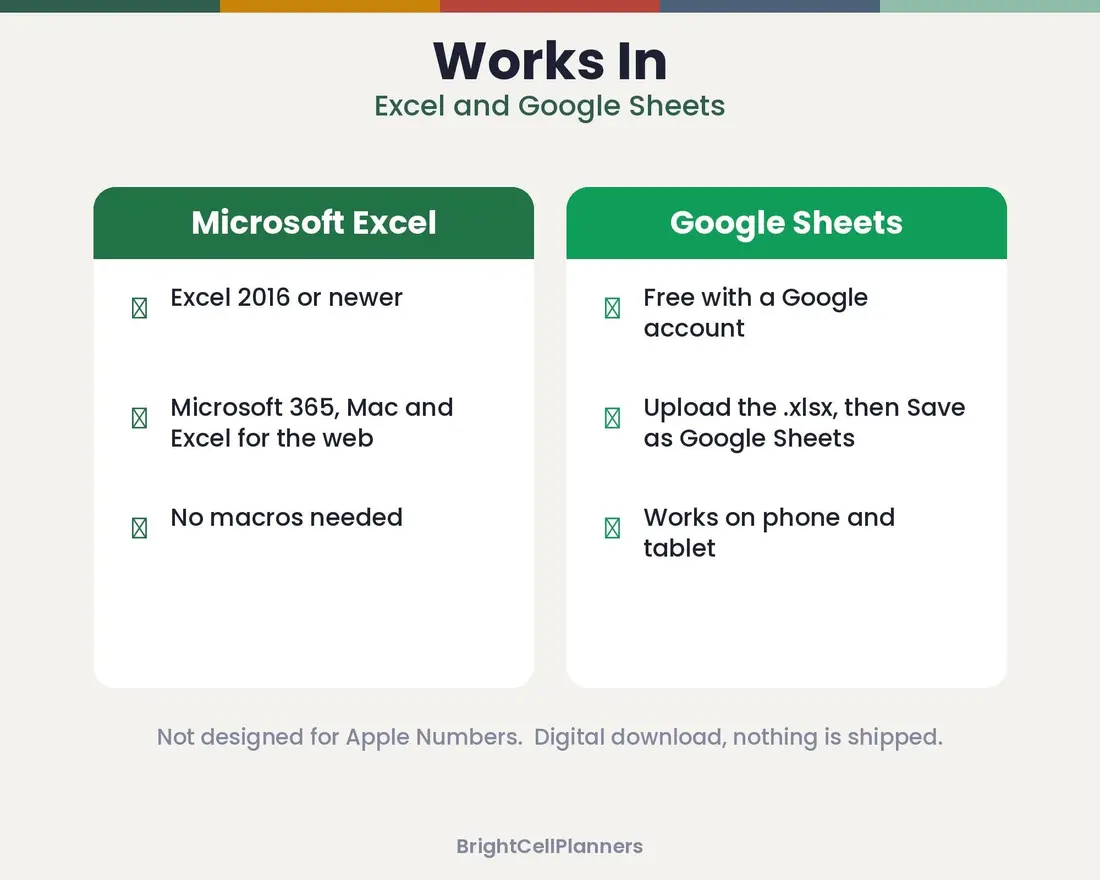 Works In
Excel and Google Sheets
Microsoft Excel
Excel 2016 or newer
Microsoft 365, Mac and
Excel for the web
No macros needed
Google Sheets
Free with a Google
account
Upload the .xlsx, then Save
as Google Sheets
Works on phone and
tablet
Not designed for Apple Numbers.  Digital download, nothing is shipped.
BrightCellPlanners